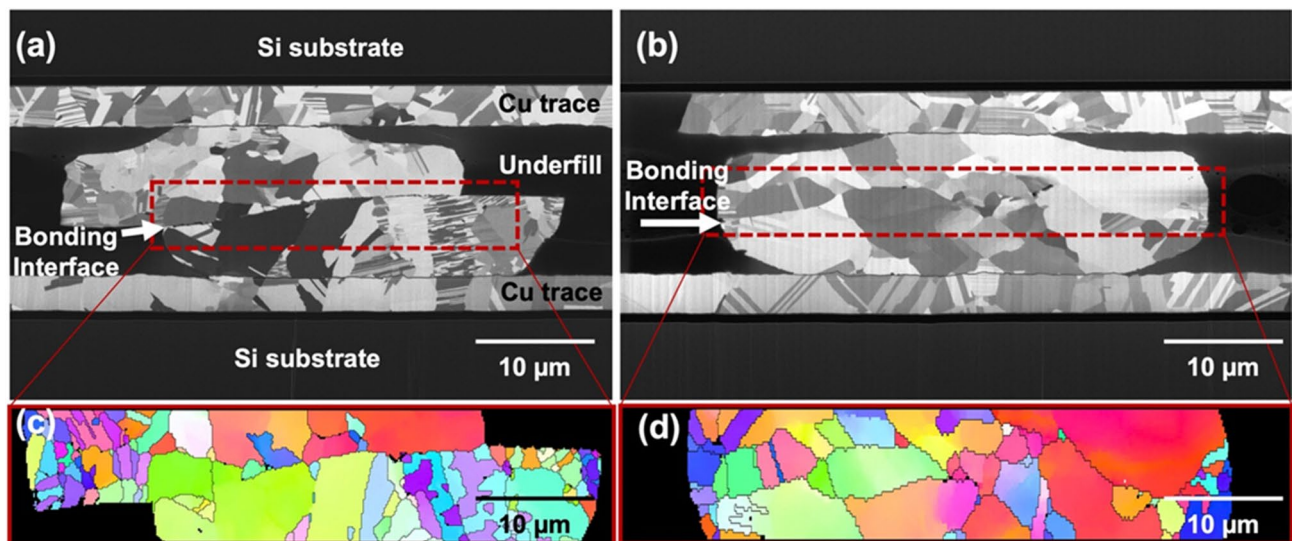 (a)
Si substrate
Cu trace
Underfill
Bonding
Interface
Cu trace
10 μm
Si substrate
(b)
Bonding
Interface
10 μm
(c)
10 μm
(d)
10 μm